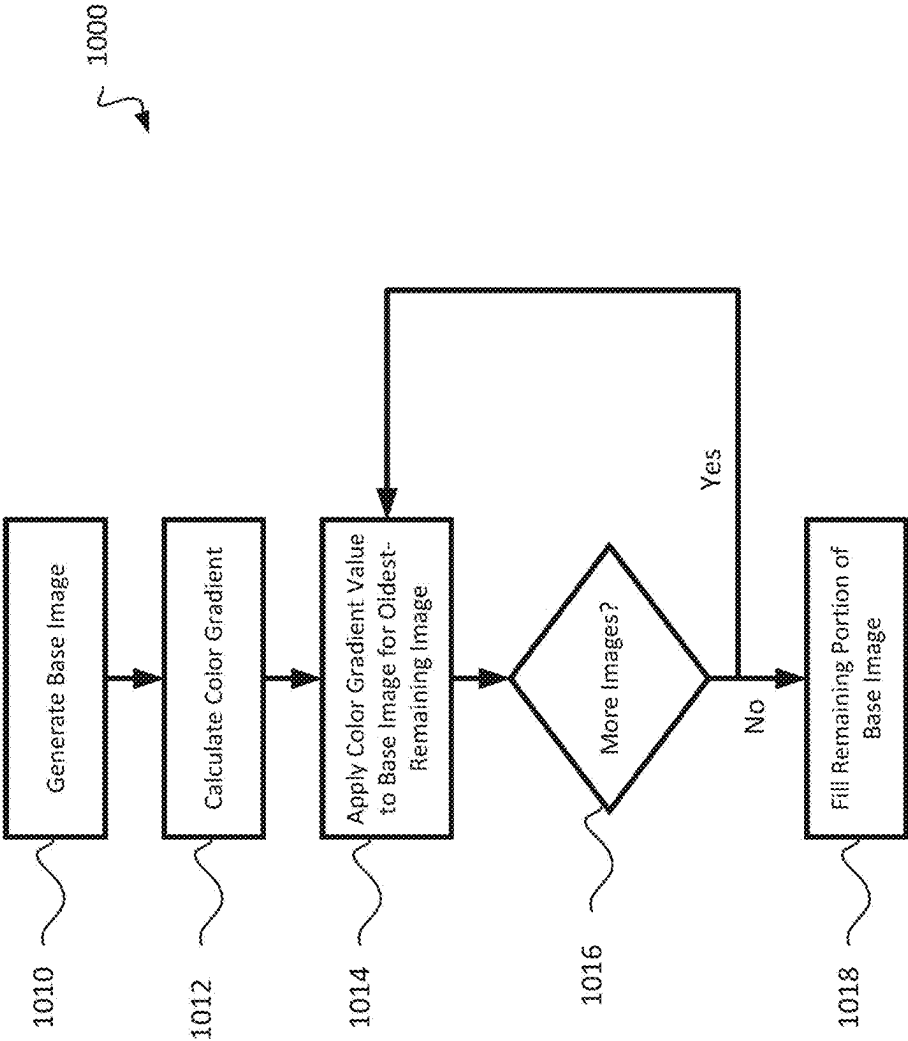 1000
1010
Generate Base Image
1012
Calculate Color Gradient
1014
Apply Color Gradient Value
to Base Image for Oldest-
Remaining Image
1016
More Images?
Yes
No
1018
Fill Remaining Portion of
Base Image